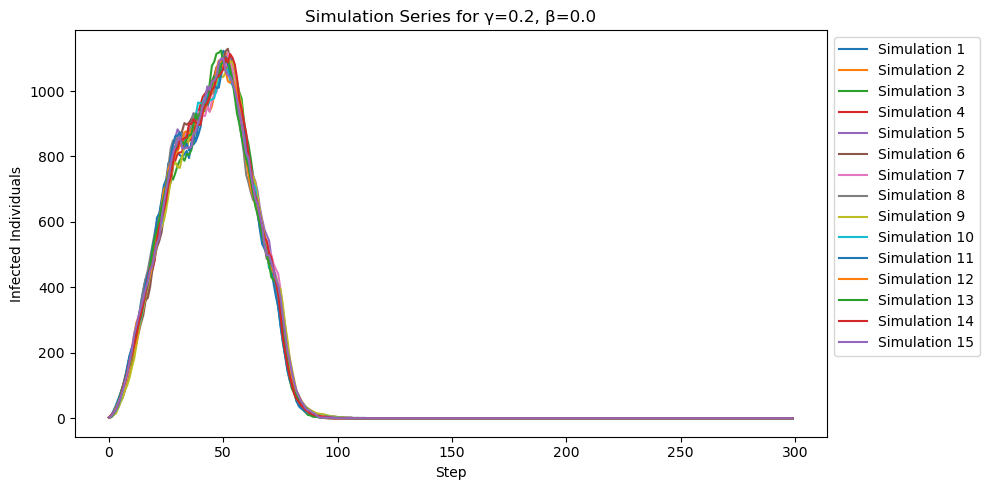 Simulation Series for γ=0.2, β=0.0
Infected Individuals
1000
800
600
400
200
0
0 50 100 150 200 250 300
Step
Simulation 1
Simulation 2
Simulation 3
Simulation 4
Simulation 5
Simulation 6
Simulation 7
Simulation 8
Simulation 9
Simulation 10
Simulation 11
Simulation 12
Simulation 13
Simulation 14
Simulation 15